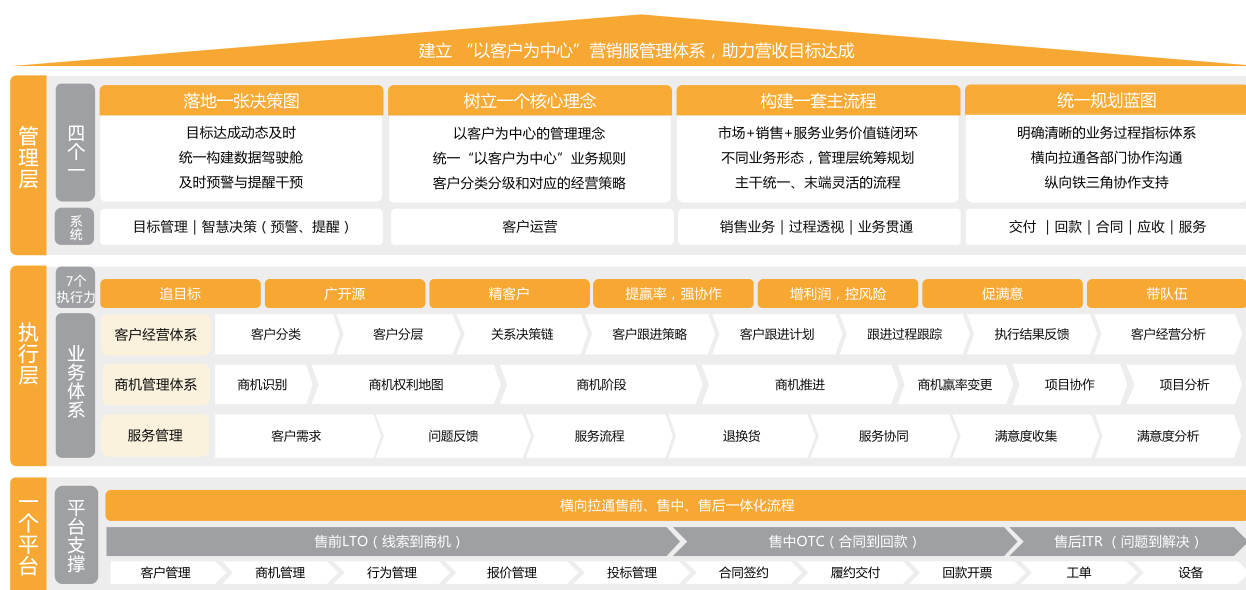 建立 “以客户为中心”营销服管理体系，助力营收目标达成
管理层
四个一
落地一张决策图
树立一个核心理念
构建一套主流程
统一规划蓝图
目标达成动态及时
统一构建数据驾驶舱
及时预警与提醒干预
以客户为中心的管理理念
统一“以客户为中心”业务规则
客户分类分级和对应的经营策略
市场+销售+服务业务价值链闭环
不同业务形态，管理层统筹规划
主干统一、末端灵活的流程
明确清晰的业务过程指标体系
横向拉通各部门协作沟通
纵向铁三角协作支持
系统
目标管理 | 智慧决策（预警、提醒）
客户运营
销售业务 | 过程透视 | 业务贯通
交付 | 回款 | 合同 | 应收 | 服务
执行层
7个
执行力
追目标
广开源
精客户
提赢率，强协作
增利润，控风险
促满意
带队伍
业务体系
客户经营体系
客户分类
客户分层
关系决策链
客户跟进策略
客户跟进计划
跟进过程跟踪
执行结果反馈
客户经营分析
商机管理体系
商机识别
商机权利地图
商机阶段
商机推进
商机赢率变更
项目协作
项目分析
服务管理
客户需求
问题反馈
服务流程
退换货
服务协同
满意度收集
满意度分析
一个平台
平台支撑
横向拉通售前、售中、售后一体化流程
售前LTO（线索到商机）
售中OTC（合同到回款）
售后ITR （问题到解决）
客户管理
商机管理
行为管理
报价管理
投标管理
合同签约
履约交付
回款开票
工单
设备